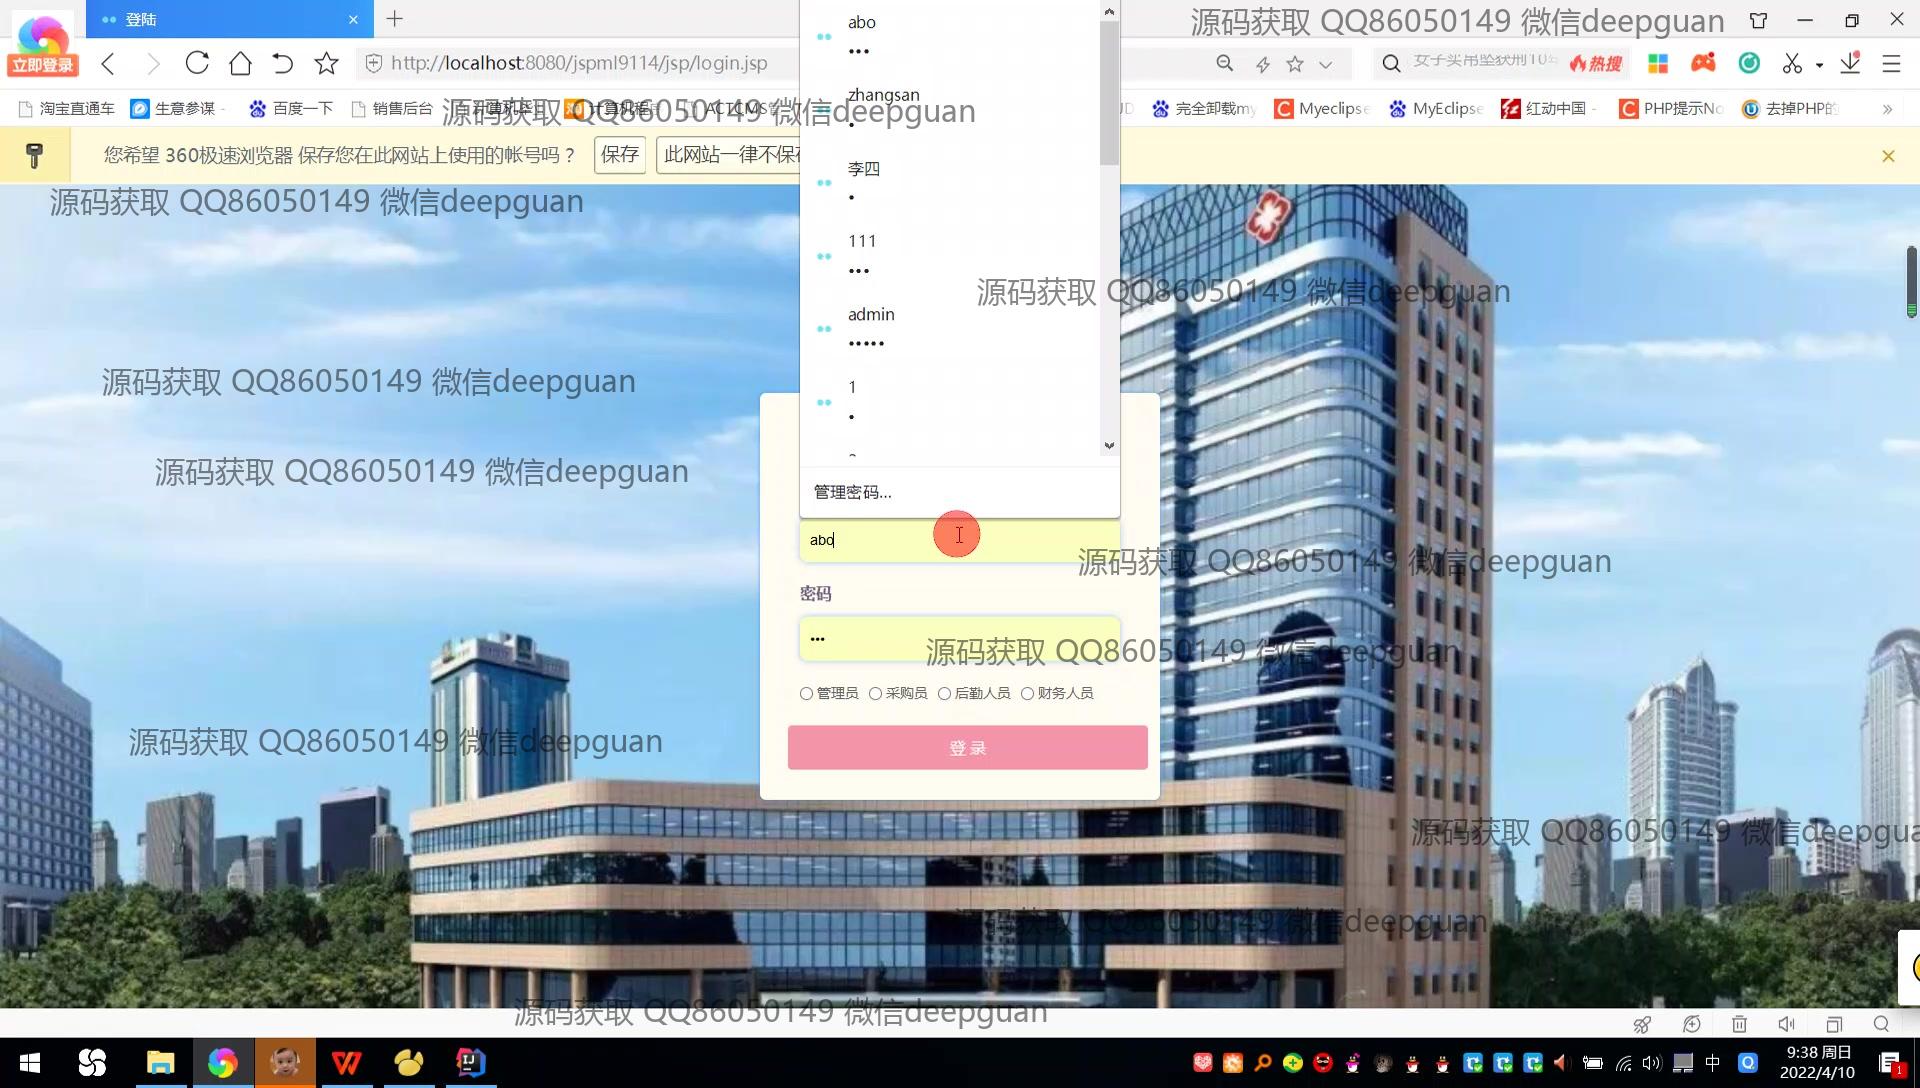 登陆
源码获取 QQ86050149 微信deepguan
立即登录
http://localhost:8080/jspml9114/jsp/login.jsp
热搜
淘宝直通车
生意参谋 -
百度一下
销售后台
源码获取 QQ86050149 微信deepguan
完全卸载my
Myeclips
MyEclipse
红动中国 -
PHP提示No
去掉PHP的
您希望 360极速浏览器 保存您在此网站上使用的帐号吗？
保存
此网站一律不保存
源码获取 QQ86050149 微信deepguan
abo
•••
zhangsan
•
李四
•
111
•••
admin
•••••
1
•
管理密码...
源码获取 QQ86050149 微信deepguan
源码获取 QQ86050149 微信deepguan
源码获取 QQ86050149 微信deepguan
abo
源码获取 QQ86050149 微信deepguan
密码
•••
源码获取 QQ86050149 微信deepguan
管理员 采购员 后勤人员 财务人员
登录
源码获取 QQ86050149 微信deepguan
源码获取 QQ86050149 微信deepgua
源码获取 QQ86050149 微信deepguan
源码获取 QQ86050149 微信deepguan
中
9:38 周日
2022/4/10
1